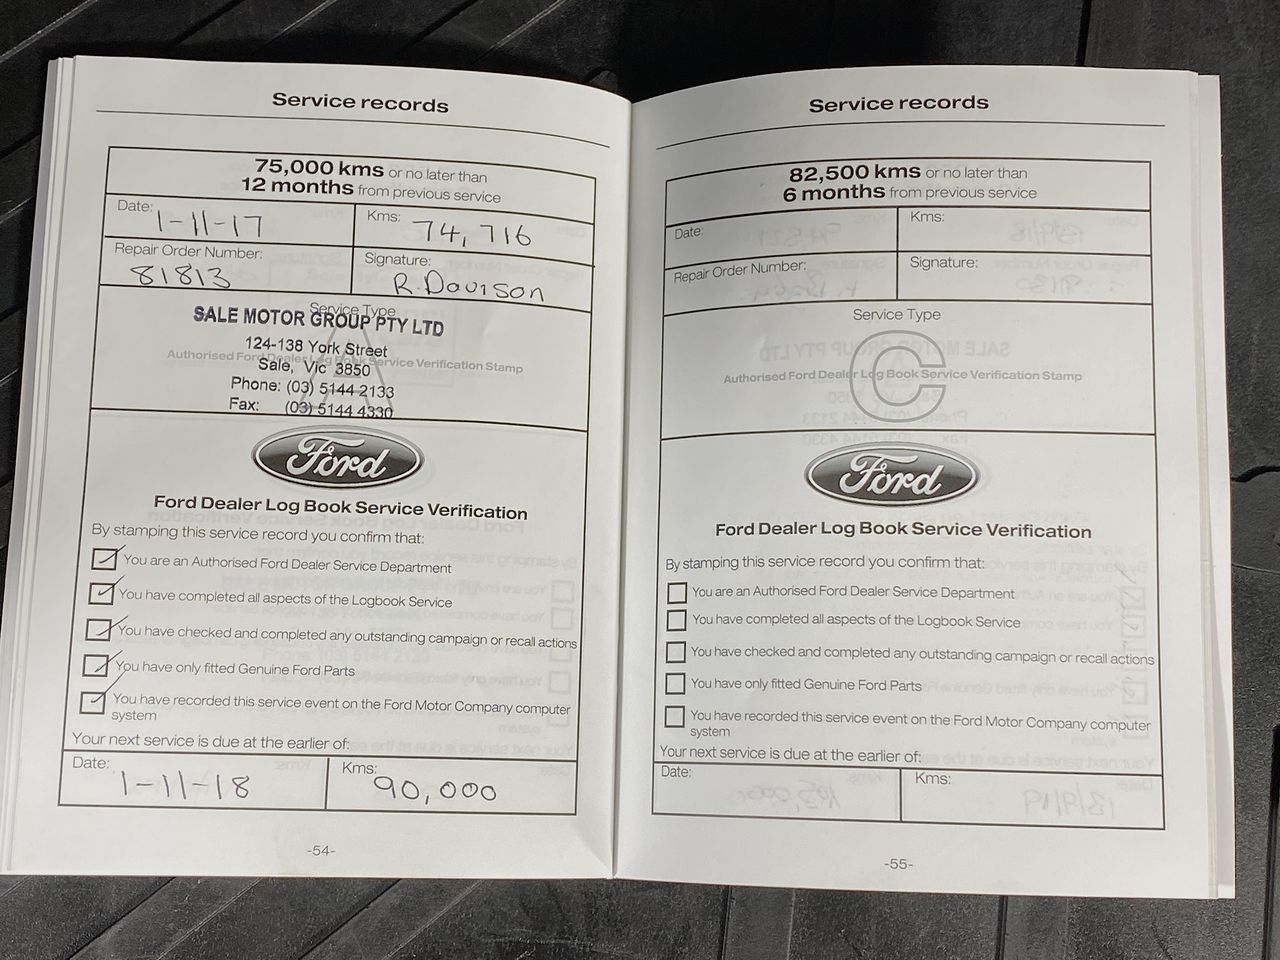 Service records
75,000 kms or no later than
12 months from previous service
Date: 1-11-17
Kms: 74,716
Repair Order Number: 81813
Signature: R. Davison
Service Type
A
SALE MOTOR GROUP PTY LTD
124-138 York Street
Authorised Ford Dealer Log Book Service Verification Stamp
Sale, Vic 3850
Phone: (03) 5144 2133
Fax: (03) 5144 4330
Ford
Ford Dealer Log Book Service Verification
By stamping this service record you confirm that:
You are an Authorised Ford Dealer Service Department
You have completed all aspects of the Logbook Service
You have checked and completed any outstanding campaign or recall actions
You have only fitted Genuine Ford Parts
You have recorded this service event on the Ford Motor Company computer
system
Your next service is due at the earlier of:
Date: 1-11-18
Kms: 90,000
-54-
Service records
82,500 kms or no later than
6 months from previous service
Date:
Kms:
Repair Order Number:
Signature:
Service Type
C
Authorised Ford Dealer Log Book Service Verification Stamp
Ford
Ford Dealer Log Book Service Verification
By stamping this service record you confirm that:
You are an Authorised Ford Dealer Service Department
You have completed all aspects of the Logbook Service
You have checked and completed any outstanding campaign or recall actions
You have only fitted Genuine Ford Parts
You have recorded this service event on the Ford Motor Company computer
system
Your next service is due at the earlier of:
Date:
Kms:
-55-